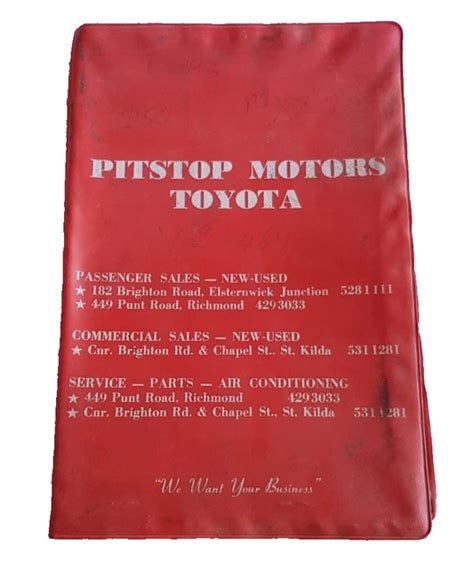 PITSTOP MOTORS
TOYOTA
PASSENGER SALES — NEW-USED
★ 182 Brighton Road, Elsternwick Junction 5281111
★ 449 Punt Road, Richmond 4293033
COMMERCIAL SALES — NEW-USED
★ Cnr. Brighton Rd. & Chapel St., St. Kilda 5311281
SERVICE — PARTS — AIR CONDITIONING
★ 449 Punt Road, Richmond 4293033
★ Cnr. Brighton Rd. & Chapel St., St. Kilda 5311281
"We Want Your Business"